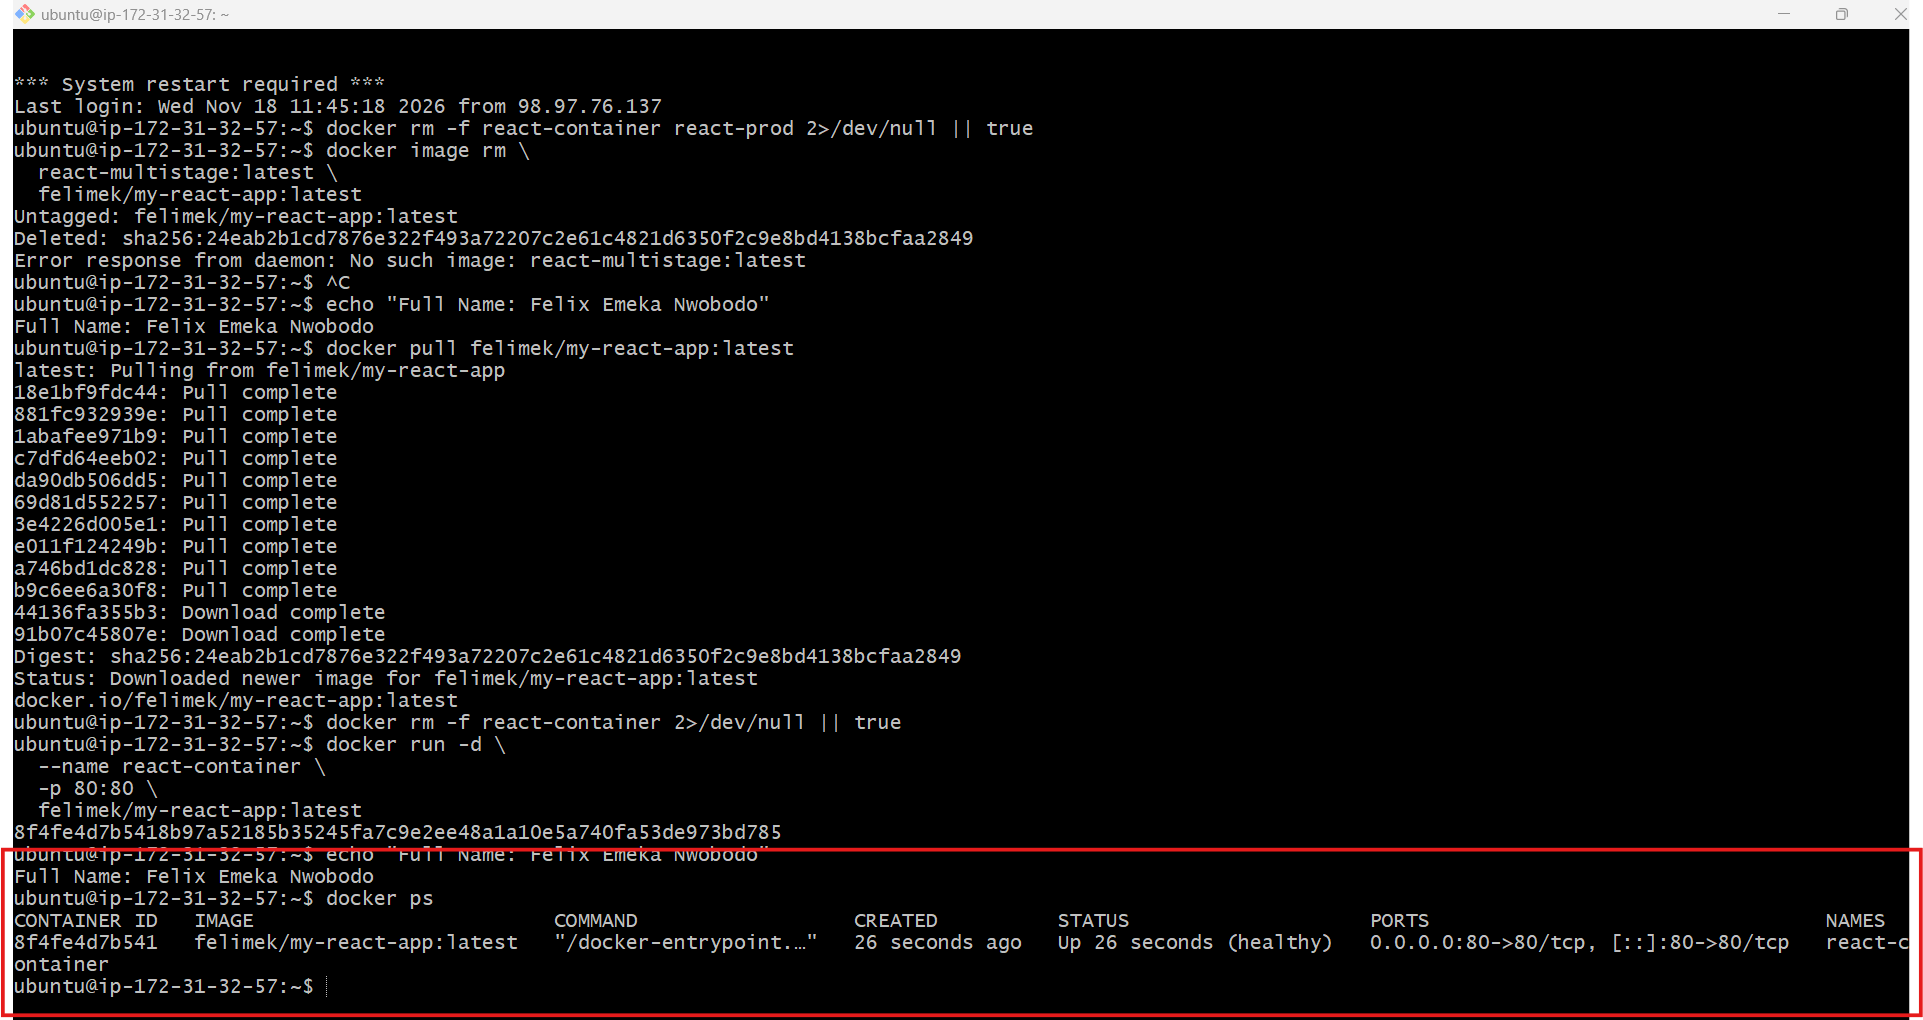 ubuntu@ip-172-31-32-57: ~
*** System restart required ***
Last login: Wed Nov 18 11:45:18 2026 from 98.97.76.137
ubuntu@ip-172-31-32-57:~$ docker rm -f react-container react-prod 2>/dev/null || true
ubuntu@ip-172-31-32-57:~$ docker image rm \
  react-multistage:latest \
  felimek/my-react-app:latest
Untagged: felimek/my-react-app:latest
Deleted: sha256:24eab2b1cd7876e322f493a72207c2e61c4821d6350f2c9e8bd4138bcfaa2849
Error response from daemon: No such image: react-multistage:latest
ubuntu@ip-172-31-32-57:~$ ^C
ubuntu@ip-172-31-32-57:~$ echo "Full Name: Felix Emeka Nwobodo"
Full Name: Felix Emeka Nwobodo
ubuntu@ip-172-31-32-57:~$ docker pull felimek/my-react-app:latest
latest: Pulling from felimek/my-react-app
18e1bf9fdc44: Pull complete
881fc932939e: Pull complete
1abafee971b9: Pull complete
c7dfd64eeb02: Pull complete
da90db506dd5: Pull complete
69d81d552257: Pull complete
3e4226d005e1: Pull complete
e011f124249b: Pull complete
a746bd1dc828: Pull complete
b9c6ee6a30f8: Pull complete
44136fa355b3: Download complete
91b07c45807e: Download complete
Digest: sha256:24eab2b1cd7876e322f493a72207c2e61c4821d6350f2c9e8bd4138bcfaa2849
Status: Downloaded newer image for felimek/my-react-app:latest
docker.io/felimek/my-react-app:latest
ubuntu@ip-172-31-32-57:~$ docker rm -f react-container 2>/dev/null || true
ubuntu@ip-172-31-32-57:~$ docker run -d \
  --name react-container \
  -p 80:80 \
  felimek/my-react-app:latest
8f4fe4d7b5418b97a52185b35245fa7c9e2ee48a1a10e5a740fa53de973bd785
ubuntu@ip-172-31-32-57:~$ echo "Full Name: Felix Emeka Nwobodo"
Full Name: Felix Emeka Nwobodo
ubuntu@ip-172-31-32-57:~$ docker ps
CONTAINER ID   IMAGE                         COMMAND                  CREATED          STATUS                    PORTS                                 NAMES
8f4fe4d7b541   felimek/my-react-app:latest   "/docker-entrypoint.…"   26 seconds ago   Up 26 seconds (healthy)   0.0.0.0:80->80/tcp, [::]:80->80/tcp   react-c
ontainer
ubuntu@ip-172-31-32-57:~$